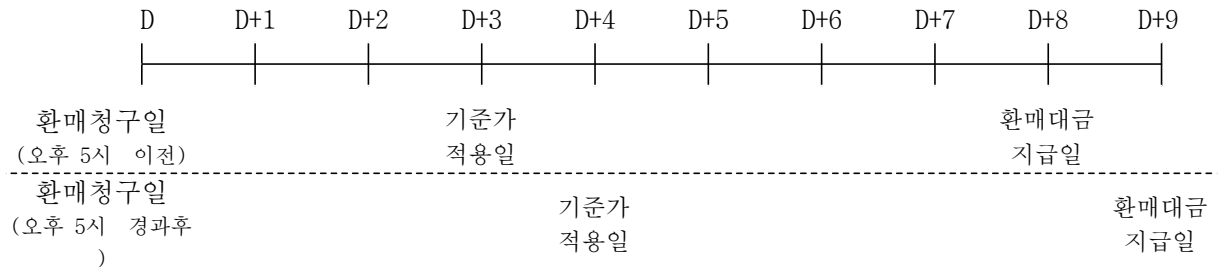 D D+1 D+2 D+3 D+4 D+5 D+6 D+7 D+8 D+9
환매청구일 기준가 환매대금
(오후 5시 이전) 적용일 지급일
환매청구일 기준가 환매대금
(오후 5시 경과후 적용일 지급일
)